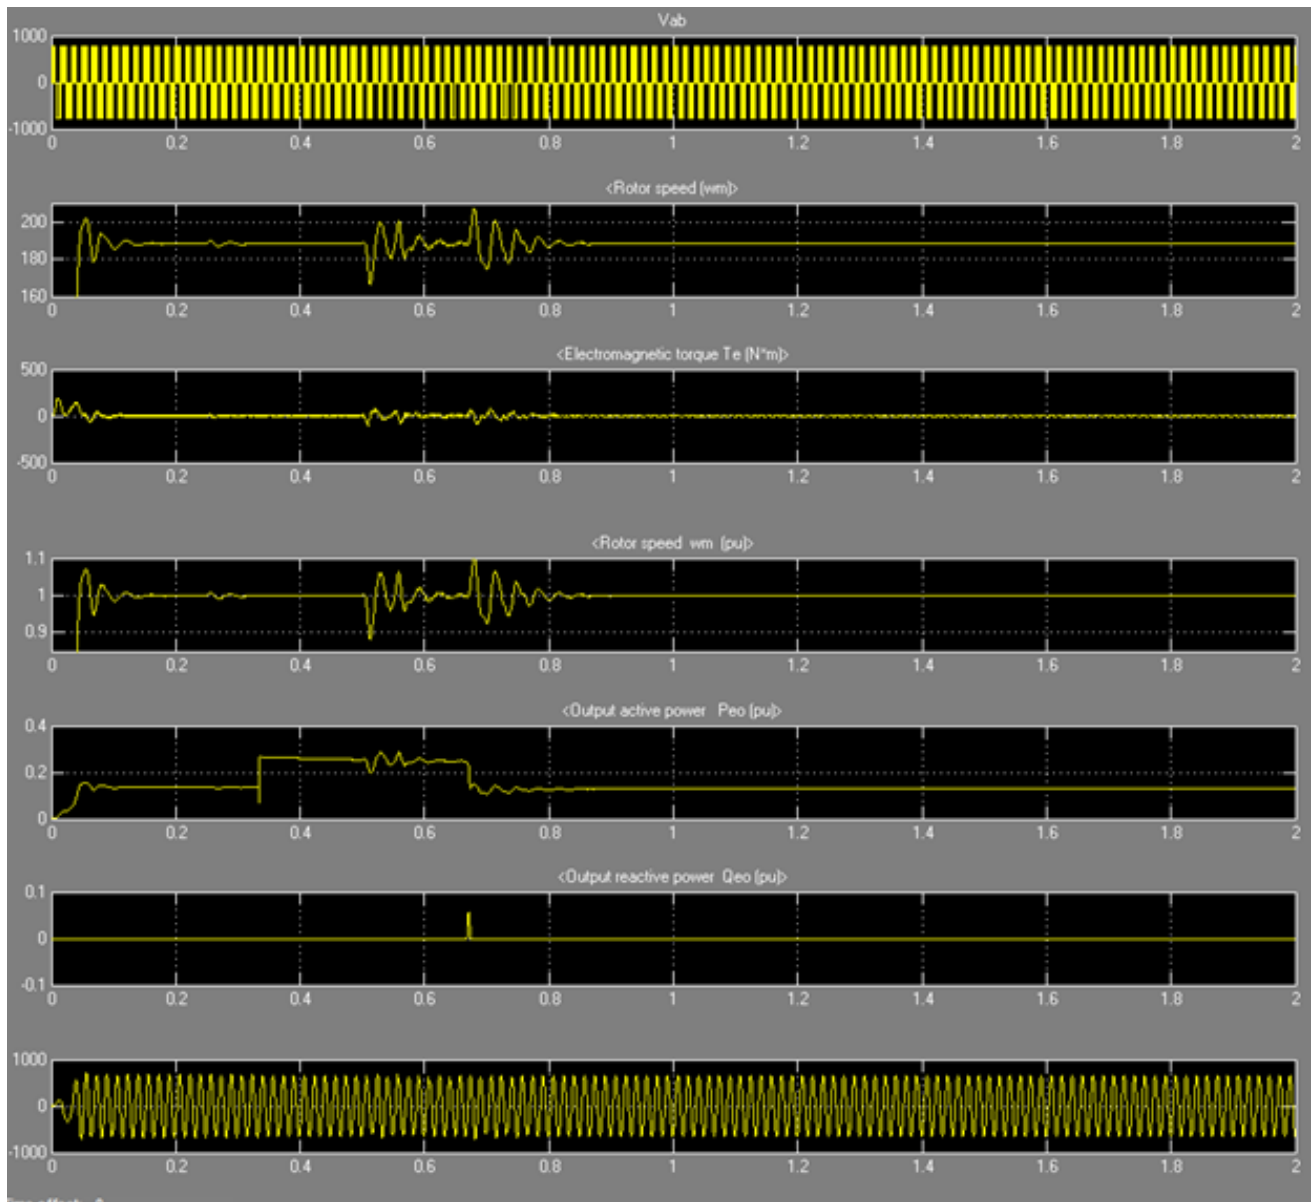 Vab
1000
0
-1000
0 0.2 0.4 0.6 0.8 1 1.2 1.4 1.6 1.8 2
<Rotor speed (wm)>
200
180
160
0 0.2 0.4 0.6 0.8 1 1.2 1.4 1.6 1.8 2
<Electromagnetic torque Te (N*m)>
500
0
-500
0 0.2 0.4 0.6 0.8 1 1.2 1.4 1.6 1.8 2
<Rotor speed wm (pu)>
1.1
1
0.9
0 0.2 0.4 0.6 0.8 1 1.2 1.4 1.6 1.8 2
<Output active power Peo (pu)>
0.4
0.2
0
0 0.2 0.4 0.6 0.8 1 1.2 1.4 1.6 1.8 2
<Output reactive power Qeo (pu)>
0.1
0
-0.1
0 0.2 0.4 0.6 0.8 1 1.2 1.4 1.6 1.8 2
1000
0
-1000
0 0.2 0.4 0.6 0.8 1 1.2 1.4 1.6 1.8 2